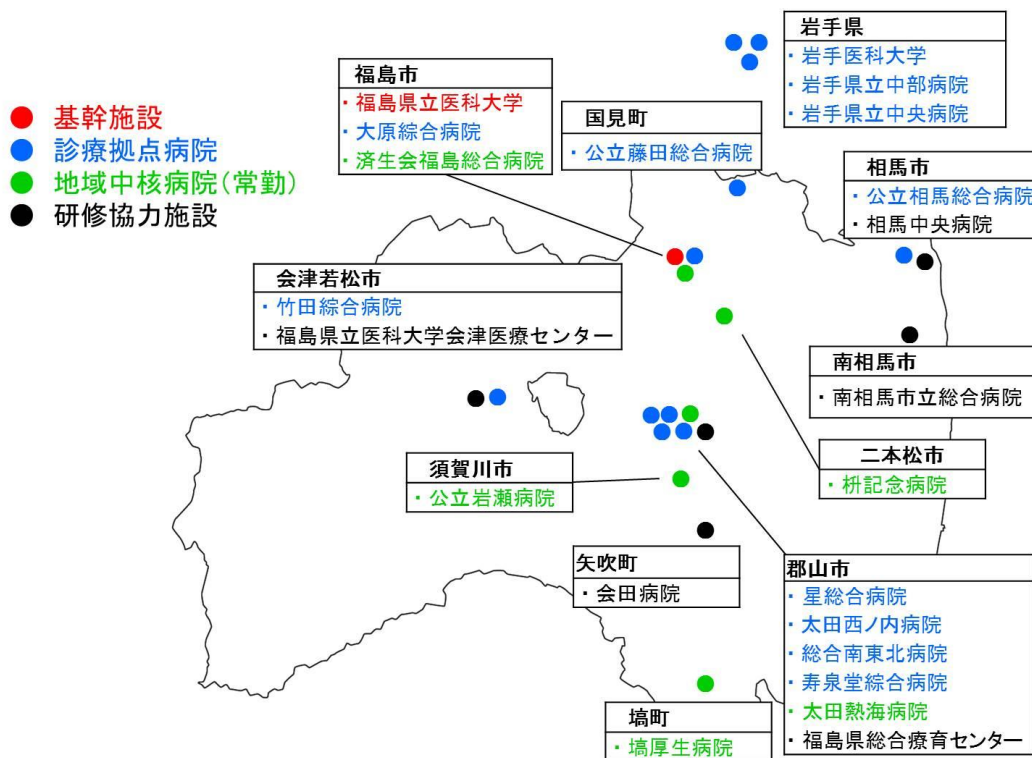 基幹施設
診療拠点病院
地域中核病院(常勤)
研修協力施設
福島市
・福島県立医科大学
・大原綜合病院
・済生会福島総合病院
国見町
・公立藤田総合病院
岩手県
・岩手医科大学
・岩手県立中部病院
・岩手県立中央病院
相馬市
・公立相馬総合病院
・相馬中央病院
会津若松市
・竹田綜合病院
・福島県立医科大学会津医療センター
南相馬市
・南相馬市立総合病院
二本松市
・枡記念病院
須賀川市
・公立岩瀬病院
矢吹町
・会田病院
郡山市
・星総合病院
・太田西ノ内病院
・総合南東北病院
・寿泉堂綜合病院
・太田熱海病院
・福島県総合療育センター
塙町
・塙厚生病院